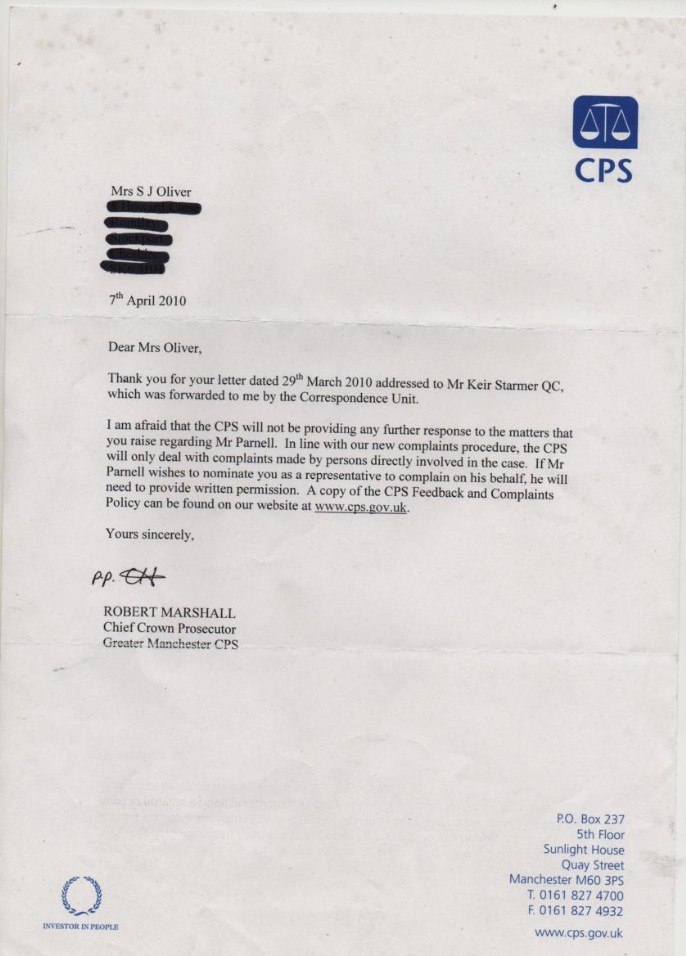 CPS
Mrs S J Oliver
7th April 2010
Dear Mrs Oliver,
Thank you for your letter dated 29th March 2010 addressed to Mr Keir Starmer QC,
which was forwarded to me by the Correspondence Unit.
I am afraid that the CPS will not be providing any further response to the matters that
you raise regarding Mr Parnell. In line with our new complaints procedure, the CPS
will only deal with complaints made by persons directly involved in the case. If Mr
Parnell wishes to nominate you as a representative to complain on his behalf, he will
need to provide written permission. A copy of the CPS Feedback and Complaints
Policy can be found on our website at www.cps.gov.uk.
Yours sincerely,
pp.
ROBERT MARSHALL
Chief Crown Prosecutor
Greater Manchester CPS
P.O. Box 237
5th Floor
Sunlight House
Quay Street
Manchester M60 3PS
T. 0161 827 4700
F. 0161 827 4932
www.cps.gov.uk
INVESTOR IN PEOPLE